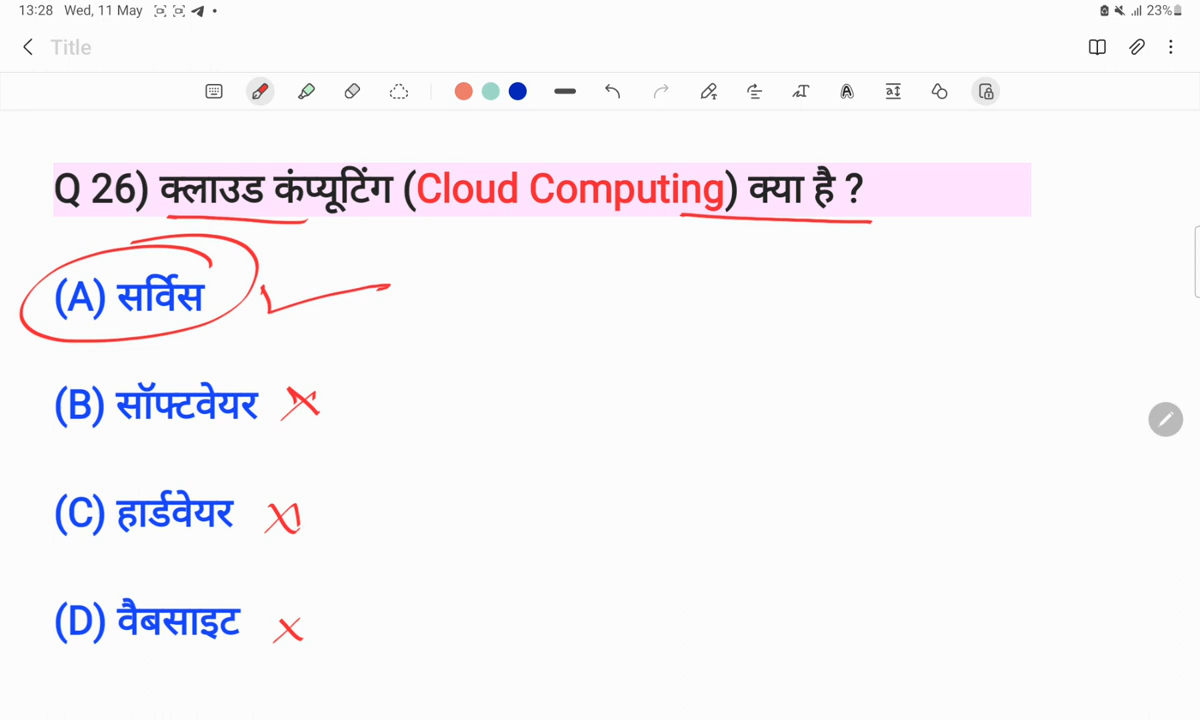 13:28 Wed, 11 May 23%
Title
Q 26) क्लाउड कंप्यूटिंग (Cloud Computing) क्या है ?
(A) सर्विस
(B) सॉफ्टवेयर
(C) हार्डवेयर
(D) वैबसाइट